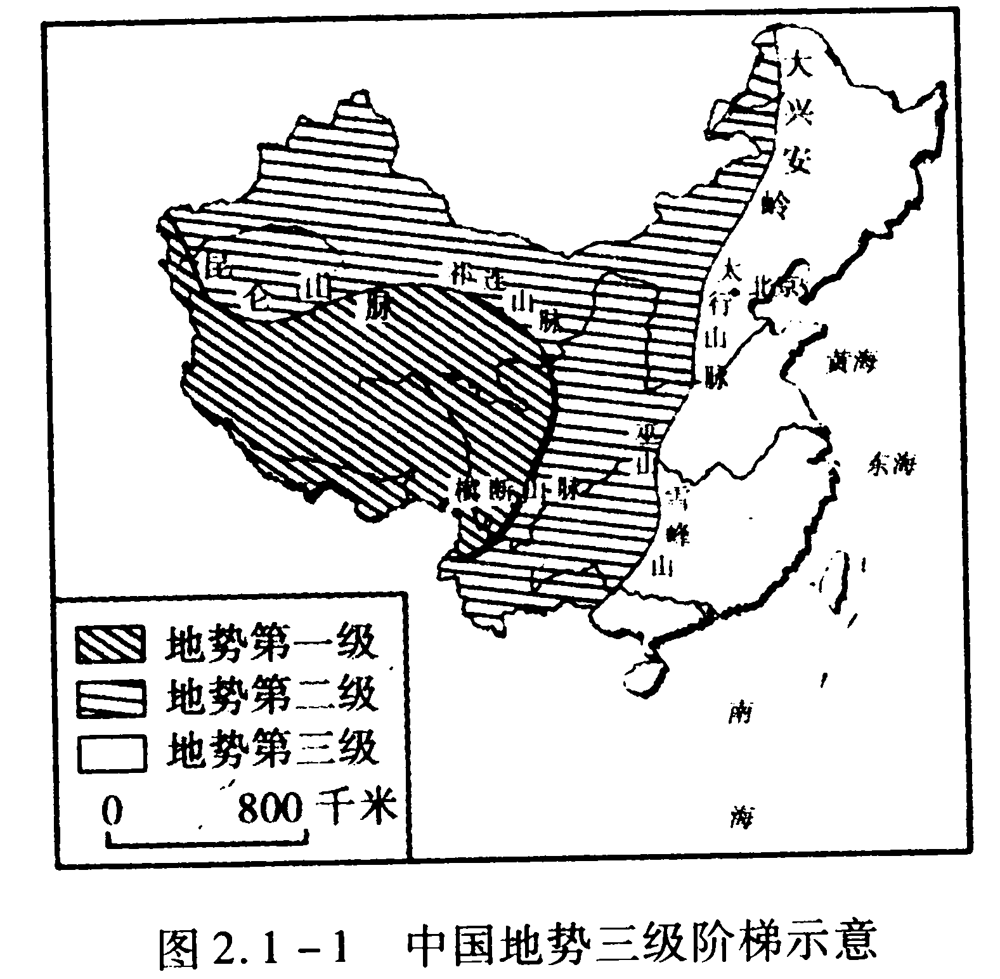 大兴安岭
昆仑山脉
祁连山脉
太行山脉
北京
黄海
巫山
东海
横断山脉
雪峰山
地势第一级
地势第二级
地势第三级
0 800 千米
南海
图 2.1-1 中国地势三级阶梯示意